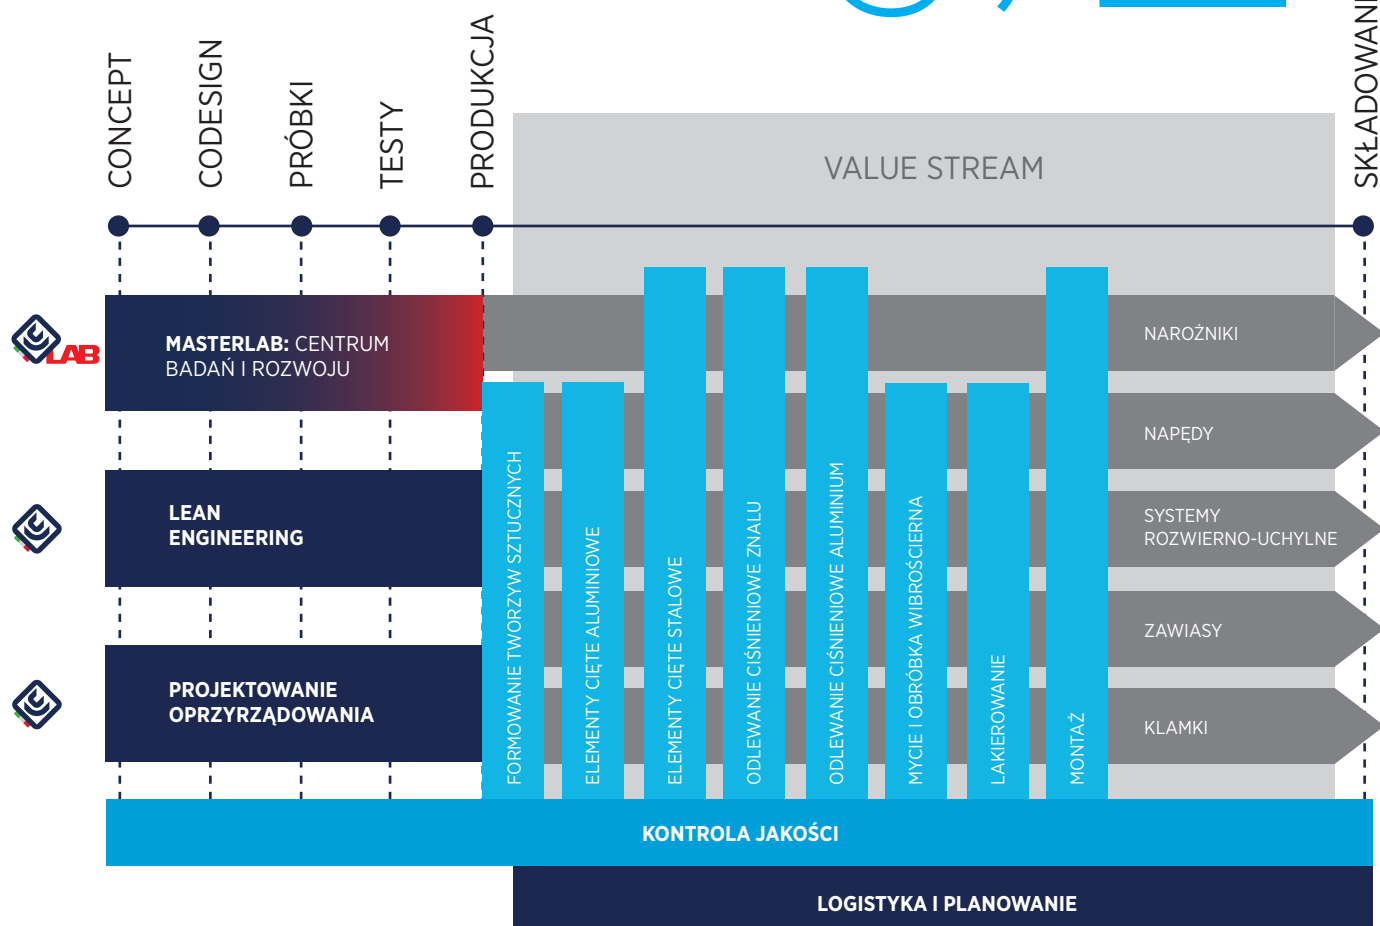 CONCEPT
CODESIGN
PRÓBKI
TESTY
PRODUKCJA
VALUE STREAM
LAB
MASTERLAB: CENTRUM
BADAŃ I ROZWOJU
LEAN
ENGINEERING
PROJEKTOWANIE
OPRZYRZĄDOWANIA
FORMOWANIE TWORZYW SZTUCZNYCH
ELEMENTY CIĘTE ALUMINIOWE
ELEMENTY CIĘTE STALOWE
ODLEWANIE CIŚNIENIOWE ZNALU
ODLEWANIE CIŚNIENIOWE ALUMINIUM
MYCIE I OBRÓBKA WIBROŚCIERNA
LAKIEROWANIE
MONTAŻ
NAROŻNIKI
NAPĘDY
SYSTEMY
ROZWIERNO-UCHYLNE
ZAWIASY
KLAMKI
KONTROLA JAKOŚCI
LOGISTYKA I PLANOWANIE